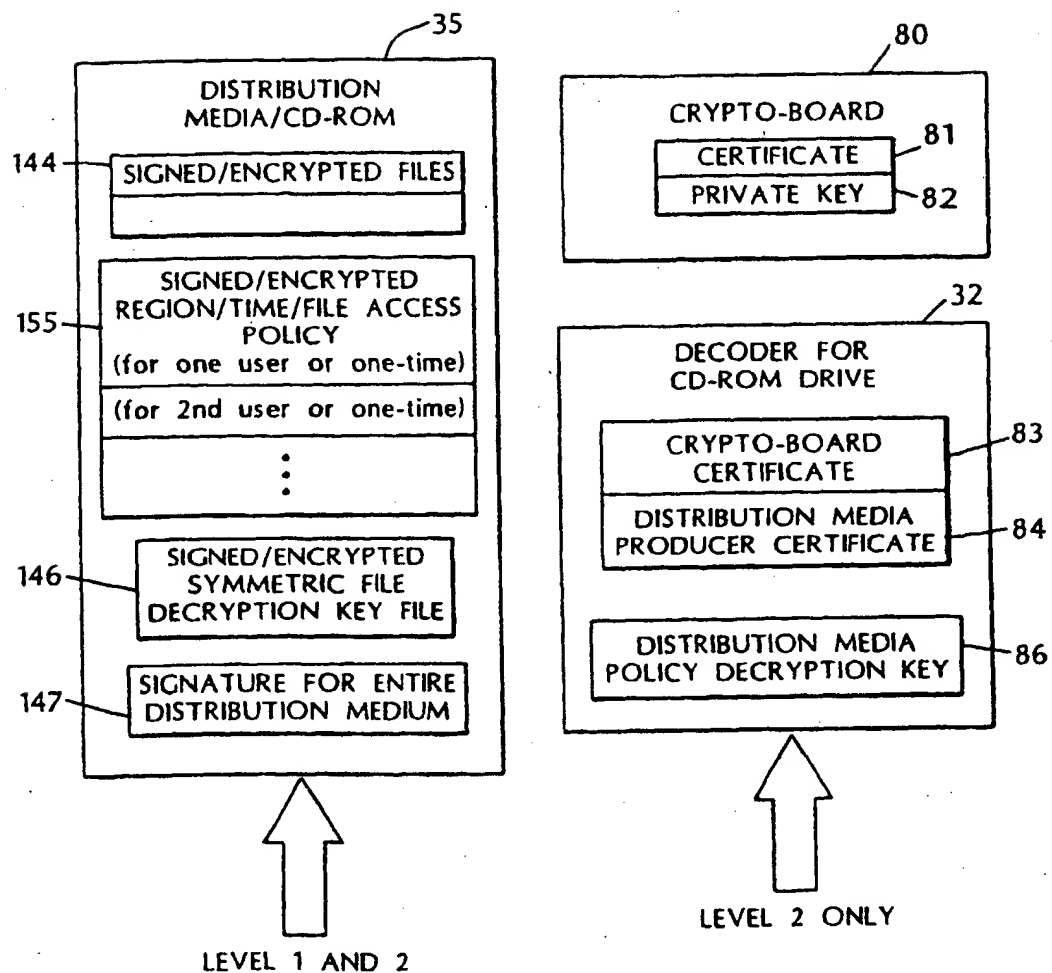 35
DISTRIBUTION
MEDIA/CD-ROM
144
SIGNED/ENCRYPTED FILES
155
SIGNED/ENCRYPTED
REGION/TIME/FILE ACCESS
POLICY
(for one user or one-time)
(for 2nd user or one-time)
146
SIGNED/ENCRYPTED
SYMMETRIC FILE
DECRYPTION KEY FILE
147
SIGNATURE FOR ENTIRE
DISTRIBUTION MEDIUM
LEVEL 1 AND 2
80
CRYPTO-BOARD
CERTIFICATE
81
PRIVATE KEY
82
32
DECODER FOR
CD-ROM DRIVE
CRYPTO-BOARD
CERTIFICATE
83
DISTRIBUTION MEDIA
PRODUCER CERTIFICATE
84
DISTRIBUTION MEDIA
POLICY DECRYPTION KEY
86
LEVEL 2 ONLY